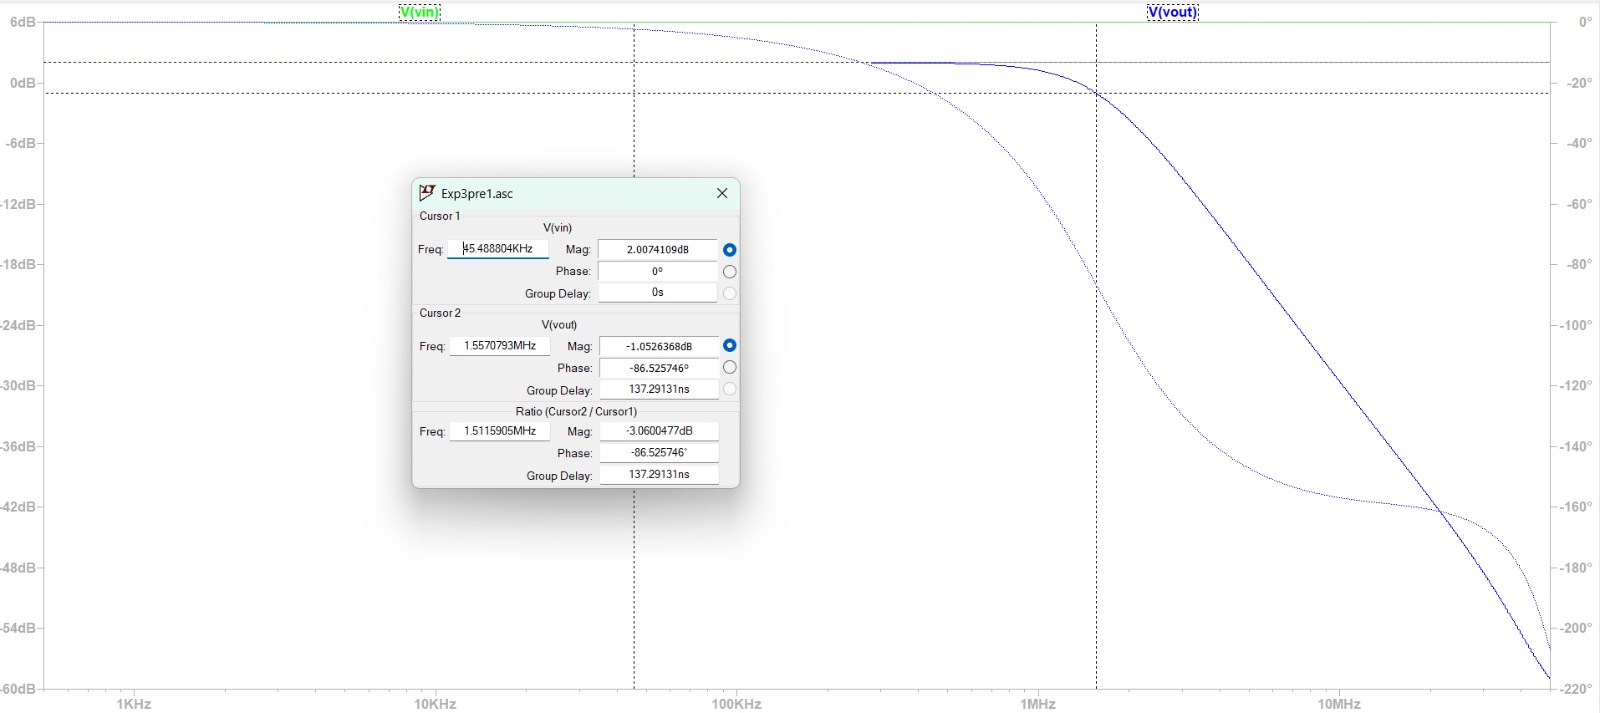 V(vin) V(vout)
6dB 0°
0dB -20°
-6dB -40°
-12dB -60°
-18dB -80°
-24dB -100°
-30dB -120°
-36dB -140°
-42dB -160°
-48dB -180°
-54dB -200°
-60dB -220°
1KHz 10KHz 100KHz 1MHz 10MHz
Exp3pre1.asc
Cursor 1
V(vin)
Freq: 45.488804KHz Mag: 2.0074109dB
Phase: 0°
Group Delay: 0s
Cursor 2
V(vout)
Freq: 1.5570793MHz Mag: -1.0526368dB
Phase: -86.525746°
Group Delay: 137.29131ns
Ratio (Cursor2 / Cursor1)
Freq: 1.5115905MHz Mag: -3.0600477dB
Phase: -86.525746°
Group Delay: 137.29131ns